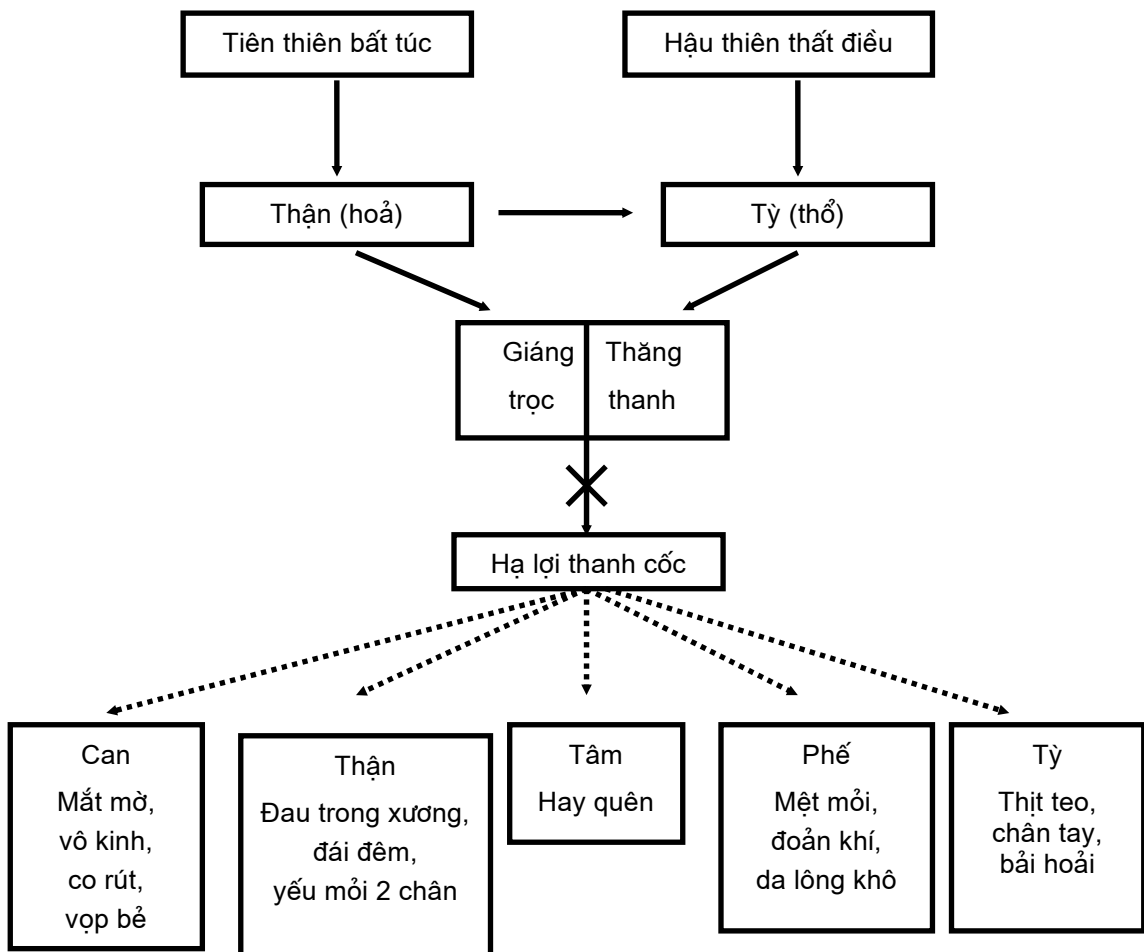 Tiên thiên bất túc
Hậu thiên thất điều
Thận (hoả)
Tỳ (thổ)
Giáng
trọc
Thăng
thanh
Hạ lợi thanh cốc
Can
Mắt mờ,
vô kinh,
co rút,
vọp bẻ
Thận
Đau trong xương,
đái đêm,
yếu mỏi 2 chân
Tâm
Hay quên
Phế
Mệt mỏi,
đoản khí,
da lông khô
Tỳ
Thịt teo,
chân tay,
bải hoải